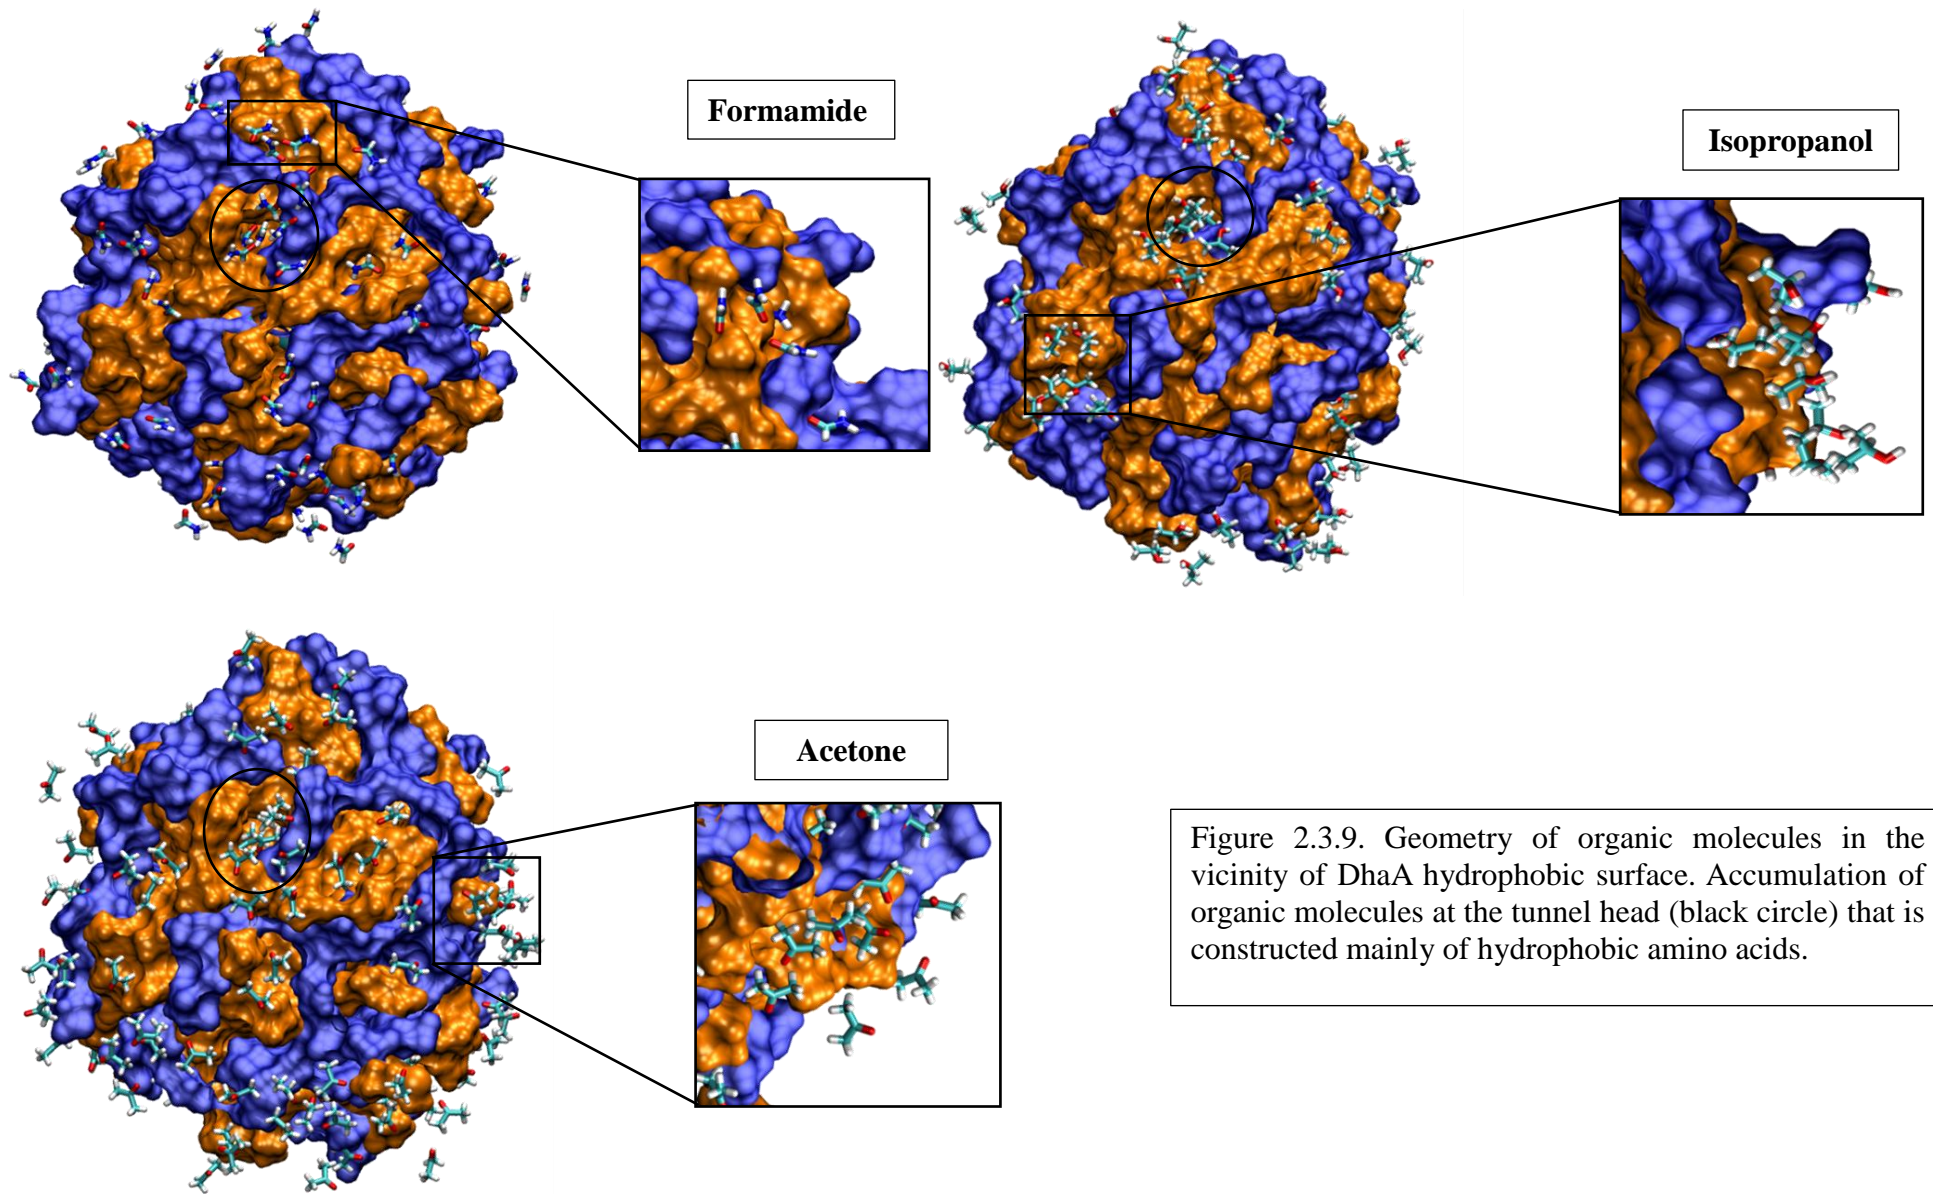 Formamide
Isopropanol
Acetone
Figure 2.3.9. Geometry of organic molecules in the
vicinity of DhaA hydrophobic surface. Accumulation of
organic molecules at the tunnel head (black circle) that is
constructed mainly of hydrophobic amino acids.